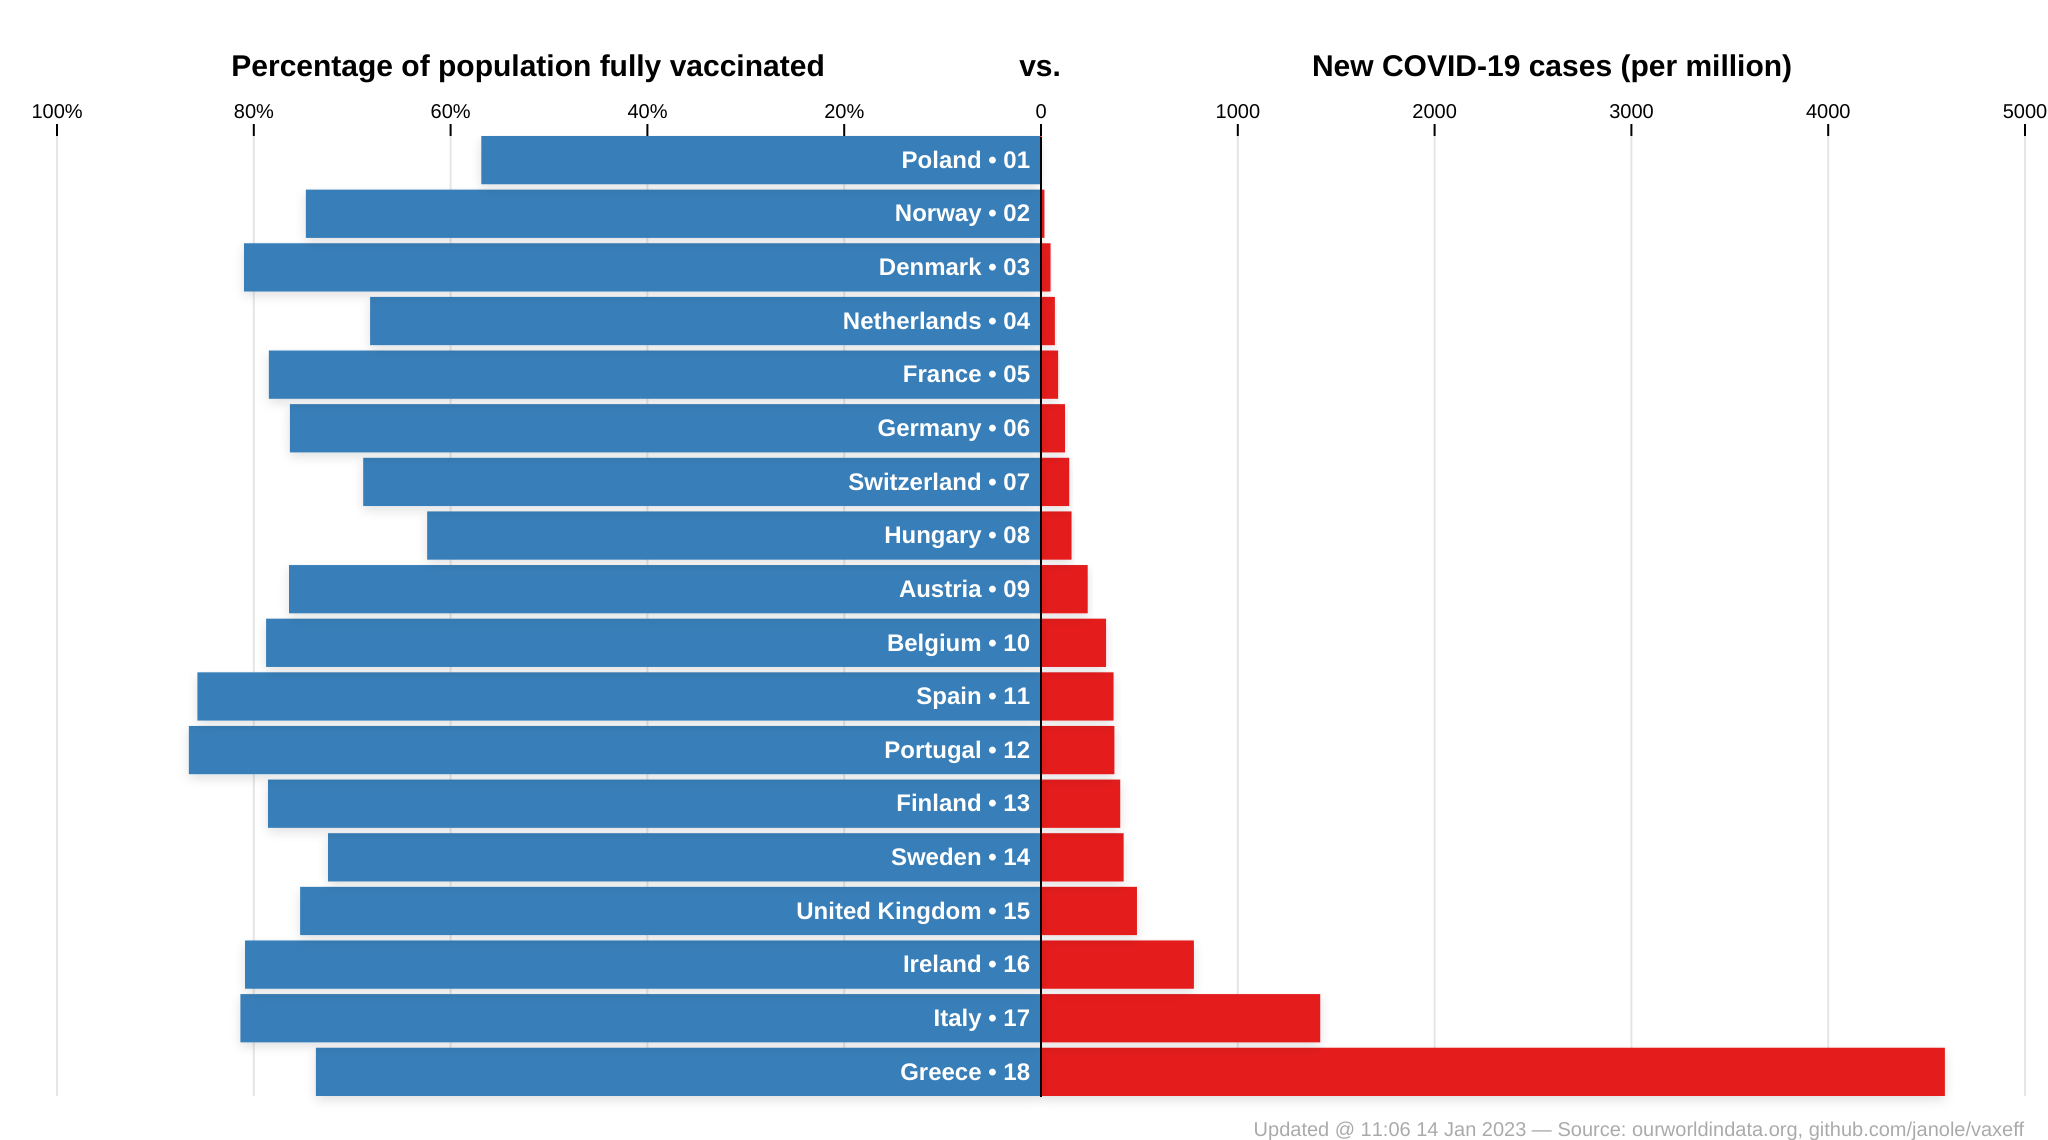 Percentage of population fully vaccinated vs. New COVID-19 cases (per million)
100% 80% 60% 40% 20% 0 1000 2000 3000 4000 5000
Poland • 01
Norway • 02
Denmark • 03
Netherlands • 04
France • 05
Germany • 06
Switzerland • 07
Hungary • 08
Austria • 09
Belgium • 10
Spain • 11
Portugal • 12
Finland • 13
Sweden • 14
United Kingdom • 15
Ireland • 16
Italy • 17
Greece • 18
Updated @ 11:06 14 Jan 2023 — Source: ourworldindata.org, github.com/janole/vaxeff